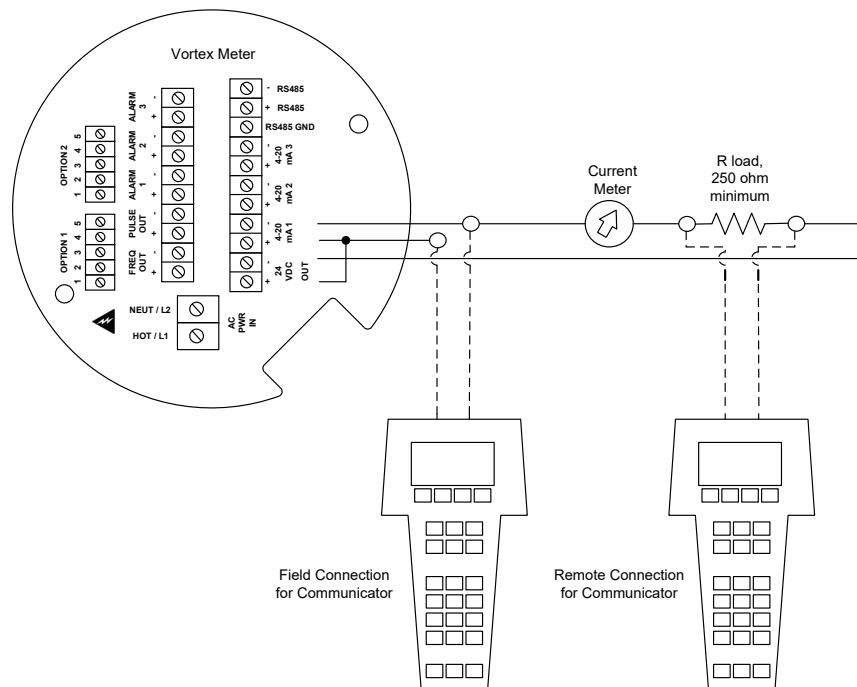 Vortex Meter
- RS485
+ RS485
RS485 GND
- +
4-20
mA 3
- +
4-20
mA 2
- +
4-20
mA 1
- +
24
VDC
OUT
ALARM
3
- +
ALARM
2
- +
ALARM
1
- +
PULSE
OUT
- +
FREQ
OUT
- +
OPTION 2
5
4
3
2
1
OPTION 1
5
4
3
2
1
NEUT / L2
HOT / L1
AC
PWR
IN
Current
Meter
R load,
250 ohm
minimum
Field Connection
for Communicator
Remote Connection
for Communicator